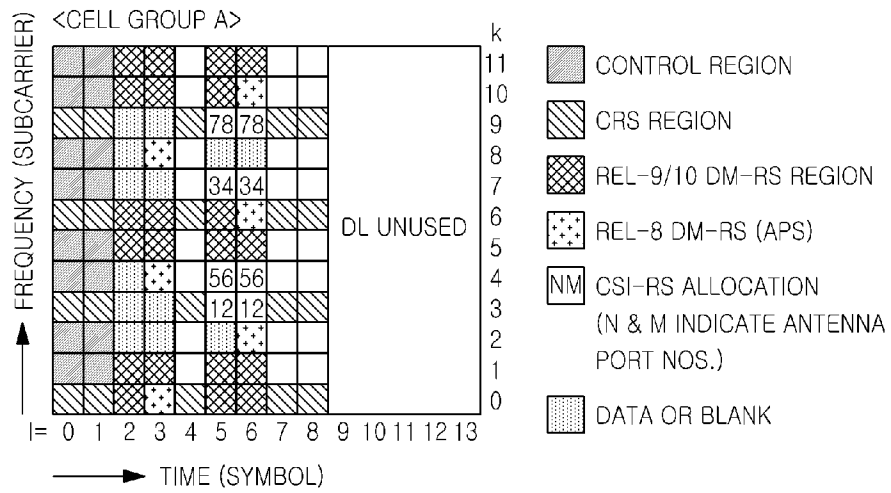 <CELL GROUP A>
k
11
10
78 78 9
8
34 34 7
6
DL UNUSED
5
56 56 4
12 12 3
2
1
0
FREQUENCY (SUBCARRIER)
l= 0 1 2 3 4 5 6 7 8 9 10 11 12 13
TIME (SYMBOL)
CONTROL REGION
CRS REGION
REL-9/10 DM-RS REGION
REL-8 DM-RS (AP5)
NM CSI-RS ALLOCATION
(N & M INDICATE ANTENNA
PORT NOS.)
DATA OR BLANK